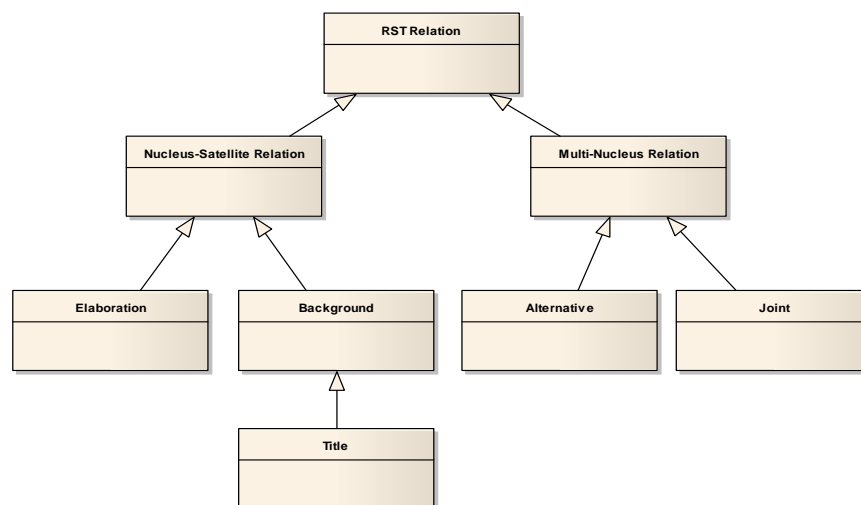 RST Relation
Nucleus-Satellite Relation
Multi-Nucleus Relation
Elaboration
Background
Alternative
Joint
Title